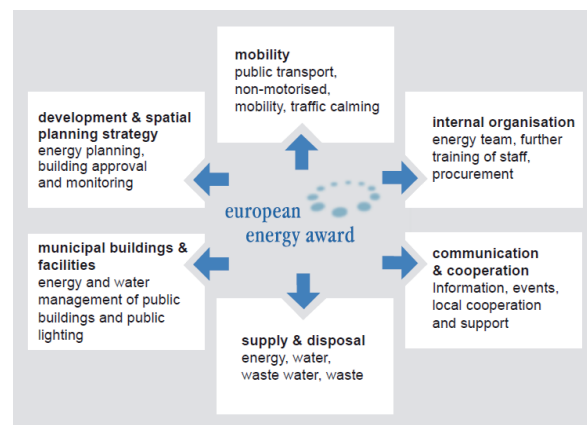 mobility
public transport,
non-motorised,
mobility, traffic calming
development & spatial
planning strategy
energy planning,
building approval
and monitoring
internal organisation
energy team, further
training of staff,
procurement
european
energy award
municipal buildings &
facilities
energy and water
management of public
buildings and public
lighting
communication
& cooperation
Information, events,
local cooperation
and support
supply & disposal
energy, water,
waste water, waste